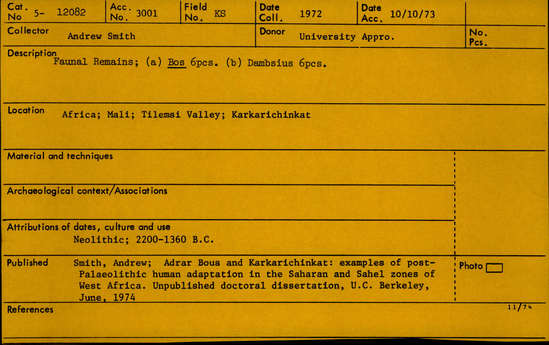 Cat. No 5- 12082 Acc. No. 3001 Field No. KS Date Coll. 1972 Date Acc. 10/10/73
Collector Andrew Smith Donor University Appro. No. Pcs.
Description Faunal Remains; (a) Bos 6pcs. (b) Dambsius 6pcs.
Location Africa; Mali; Tilemsi Valley; Karkarichinkat
Material and techniques
Archaeological context/Associations
Attributions of dates, culture and use
Neolithic; 2200-1360 B.C.
Published Smith, Andrew; Adrar Bous and Karkarichinkat: examples of post-
Palaeolithic human adaptation in the Saharan and Sahel zones of
West Africa. Unpublished doctoral dissertation, U.C. Berkeley,
June, 1974
Photo
References
11/74